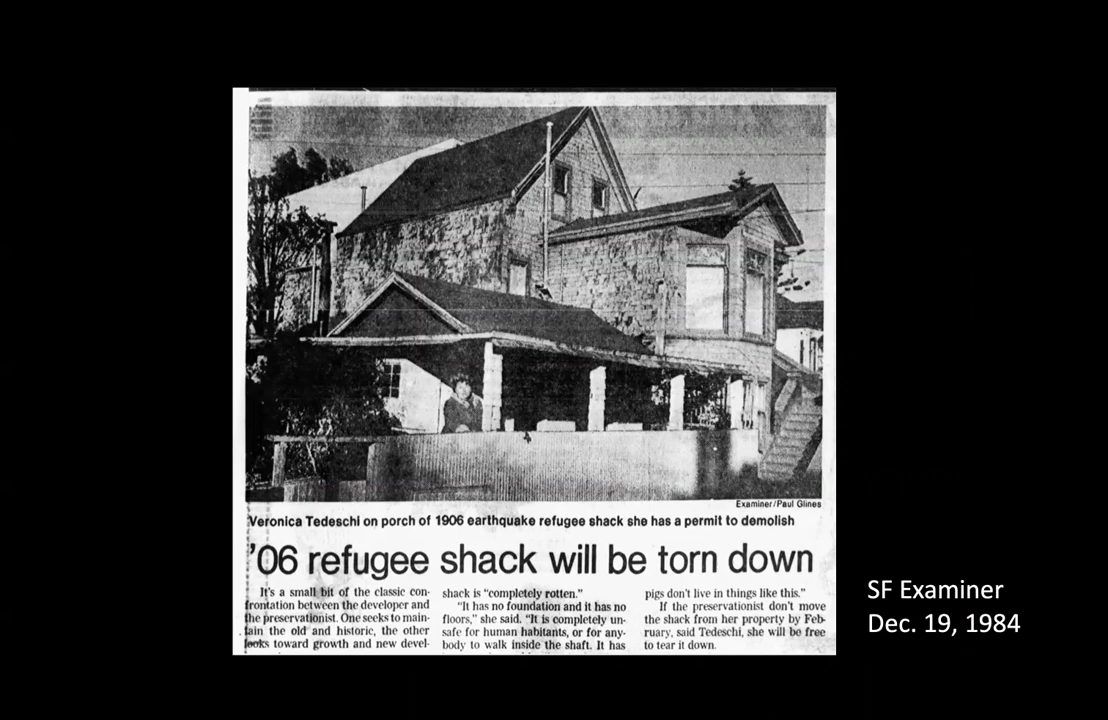 Examiner/Paul Glines
Veronica Tedeschi on porch of 1906 earthquake refugee shack she has a permit to demolish
'06 refugee shack will be torn down
It's a small bit of the classic con-
frontation between the developer and
the preservationist. One seeks to main-
tain the old and historic, the other
looks toward growth and new devel-
shack is "completely rotten."
"It has no foundation and it has no
floors," she said. "It is completely un-
safe for human habitants, or for any-
body to walk inside the shaft. It has
pigs don't live in things like this."
If the preservationist don't move
the shack from her property by Feb-
ruary, said Tedeschi, she will be free
to tear it down.
SF Examiner
Dec. 19, 1984